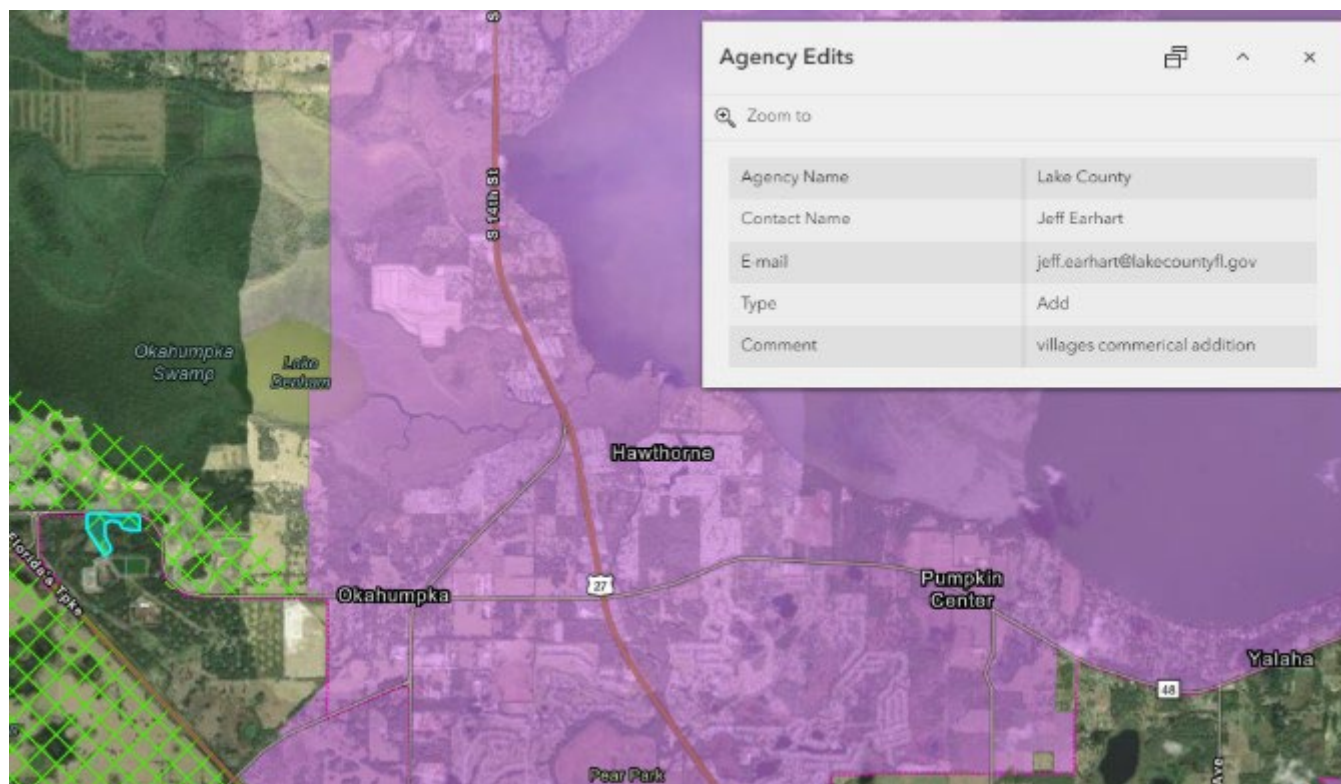 Agency Edits
Zoom to
Agency Name Lake County
Contact Name Jeff Earhart
E-mail jeff.earhart@lakecountyfl.gov
Type Add
Comment villages commerical addition
S
S 14th St
Okahumpka
Swamp
Lake
Denham
Hawthorne
Florida's Tpke
Okahumpka
27
Pumpkin
Center
Yalaha
48
Pear Park
Ave